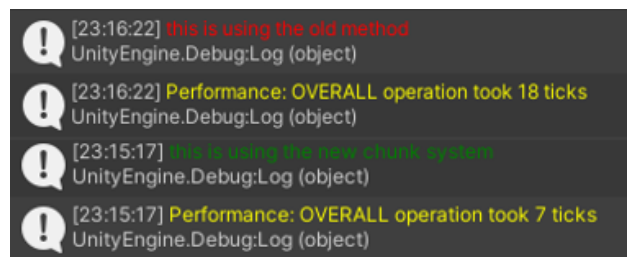 [23:16:22] this is using the old method
UnityEngine.Debug:Log (object)
[23:16:22] Performance: OVERALL operation took 18 ticks
UnityEngine.Debug:Log (object)
[23:15:17] this is using the new chunk system
UnityEngine.Debug:Log (object)
[23:15:17] Performance: OVERALL operation took 7 ticks
UnityEngine.Debug:Log (object)